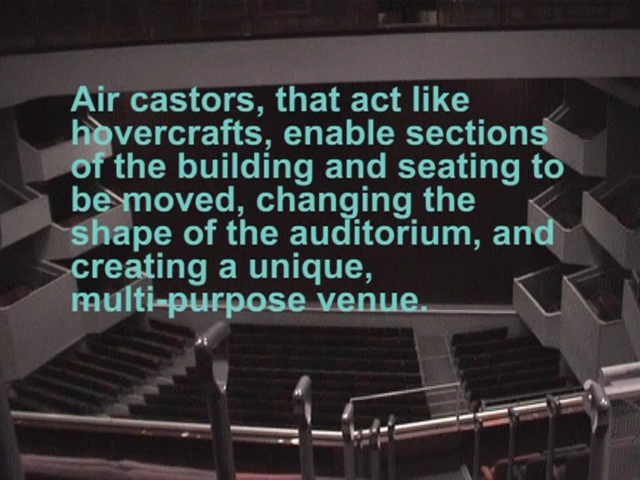 Air castors, that act like
hovercrafts, enable sections
of the building and seating to
be moved, changing the
shape of the auditorium, and
creating a unique,
multi-purpose venue.